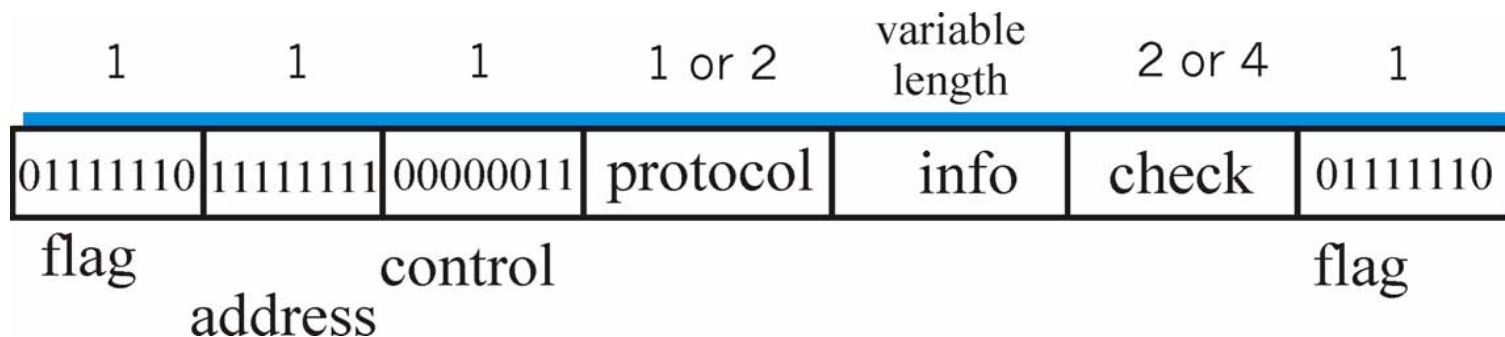 1 1 1 1 or 2 variable length 2 or 4 1
01111110 11111111 00000011 protocol info check 01111110
flag address control flag